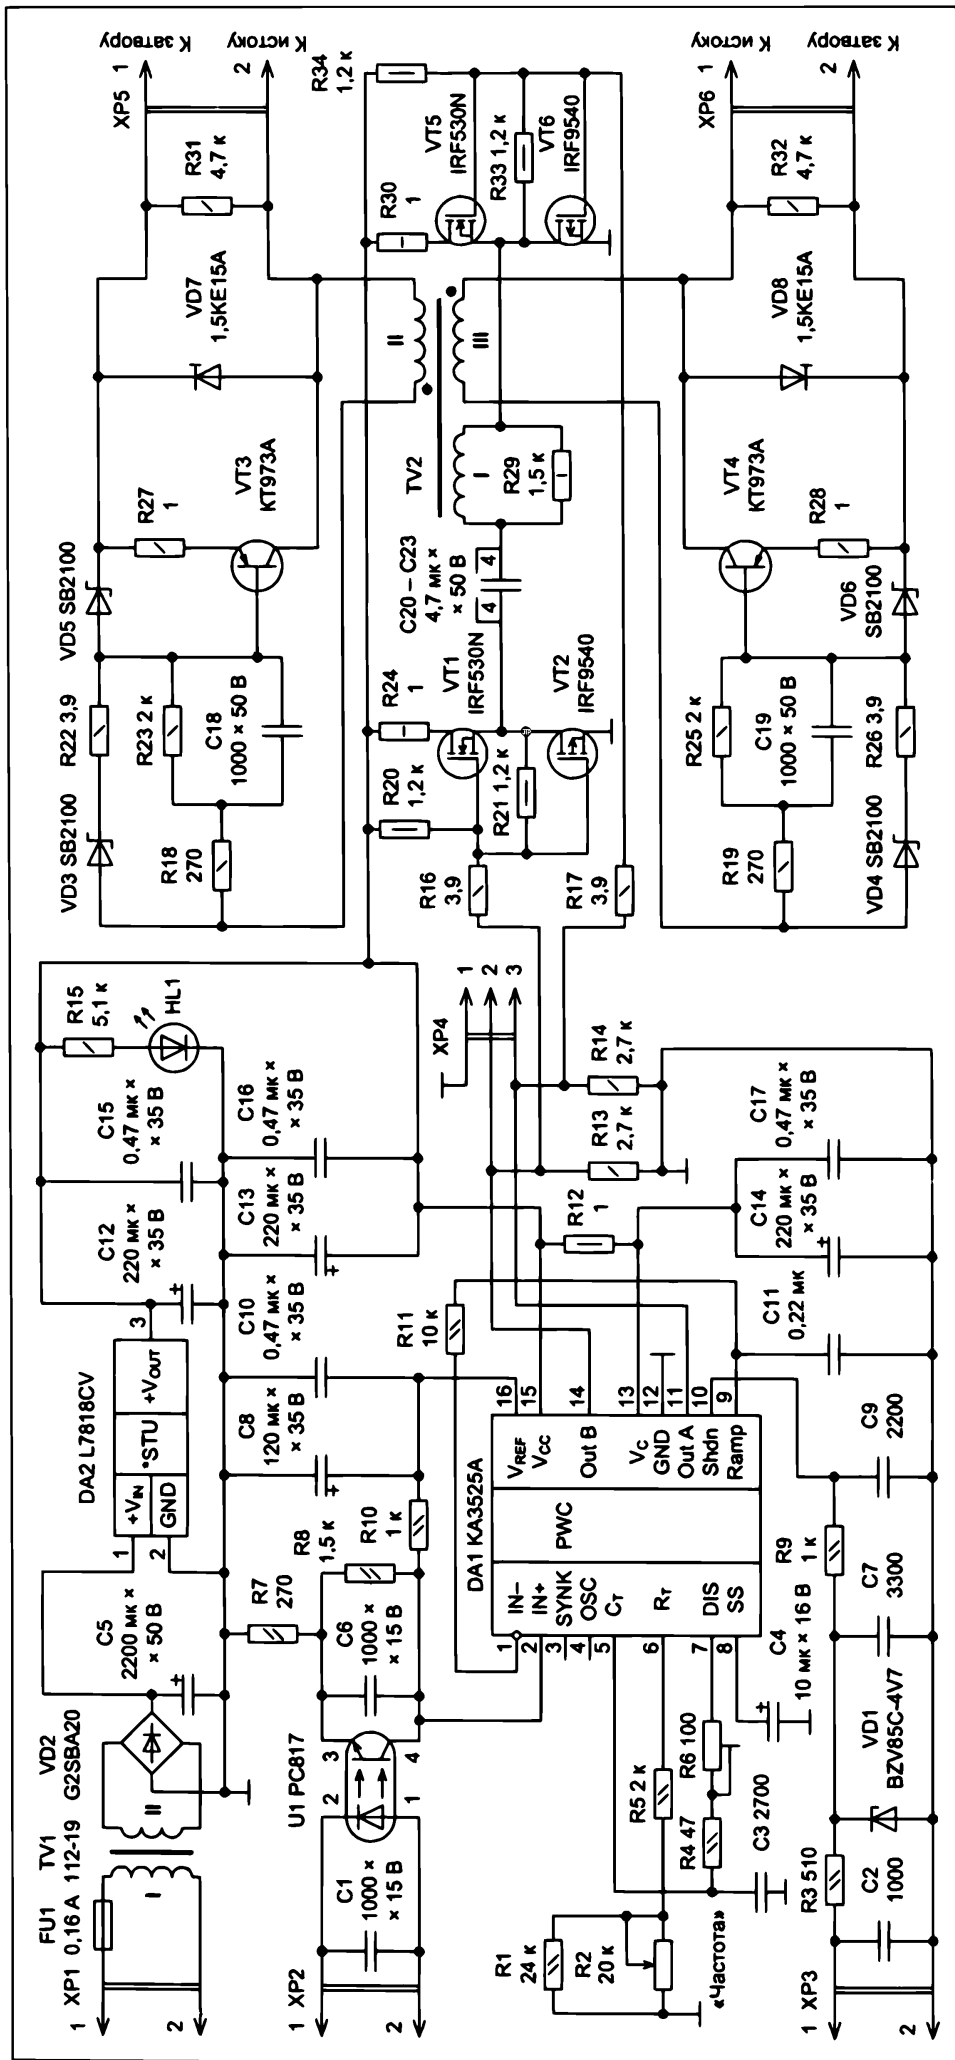 FU1
XP1 0,16 А
TV1
112-19
VD2
G2SBA20
C5
2200 мк ×
× 50 В
DA2 L7818CV
+VIN
GND
*STU
+VOUT
1
2
3
C12
220 мк ×
× 35 В
C15
0,47 мк ×
× 35 В
R15
5,1 к
HL1
1
2
I
II
VD3 SB2100
R22 3,9
VD5 SB2100
R18
270
R23 2 к
C18
1000 × 50 В
R27
1
VT3
КТ973А
VD7
1,5КЕ15А
R31
4,7 к
XP5
1
К затвору
2
К истоку
XP2
1
2
C1
1000 ×
× 15 В
U1 PC817
2
1
3
4
R7
270
C6
1000 ×
× 15 В
R8
1,5 к
R10
1 к
C8
120 мк ×
× 35 В
C10
0,47 мк ×
× 35 В
C13
220 мк ×
× 35 В
C16
0,47 мк ×
× 35 В
R11
10 к
XP4
1
2
3
R16
3,9
R17
3,9
R20
1,2 к
R24
1
VT1
IRF530N
R21 1,2 к
VT2
IRF9540
C20 – C23
4,7 мк ×
× 50 В
4
4
TV2
I
II
III
R29
1,5 к
R30
1
VT5
IRF530N
R33 1,2 к
VT6
IRF9540
R34
1,2 к
DA1 KA3525A
IN-
IN+
SYNK
OSC
CT
RT
DIS
SS
PWC
VREF
VCC
Out B
VC
GND
Out A
Shdn
Ramp
1
2
3
4
5
6
7
8
16
15
14
13
12
11
10
9
R12
1
R13
2,7 к
R14
2,7 к
R1
24 к
R2
20 к
«Частота»
R5 2 к
R4 47
R6 100
C3 2700
C4
10 мк × 16 В
C11
0,22 мк
C14
220 мк ×
× 35 В
C17
0,47 мк ×
× 35 В
XP3
1
2
R3 510
C2
1000
VD1
BZV85C-4V7
C7
3300
R9
1 к
C9
2200
R19
270
R25 2 к
C19
1000 × 50 В
VD4 SB2100
R26 3,9
VT4
КТ973А
R28
1
VD6
SB2100
VD8
1,5КЕ15А
R32
4,7 к
XP6
1
К истоку
2
К затвору